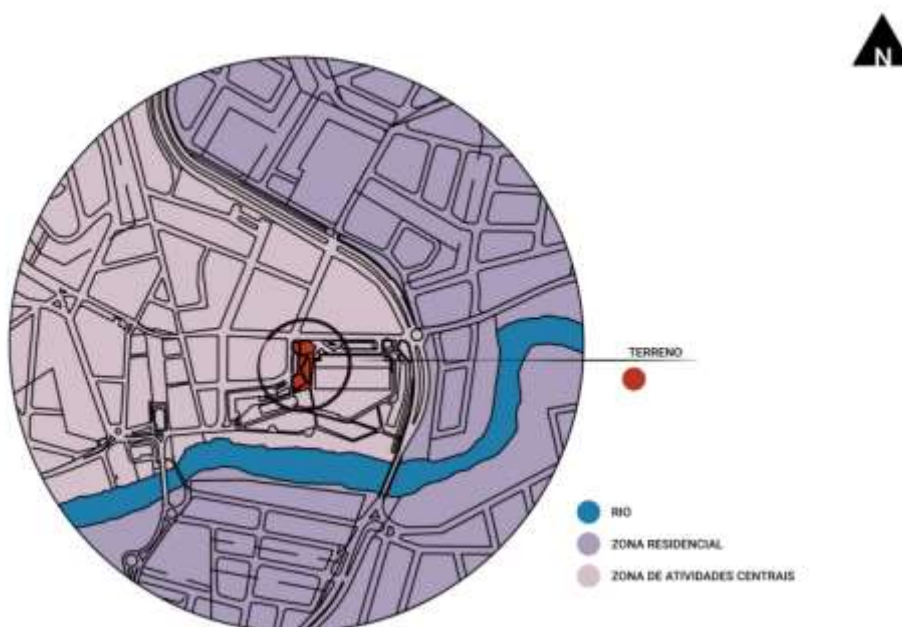 N
TERRENO
RIO
ZONA RESIDENCIAL
ZONA DE ATIVIDADES CENTRAIS